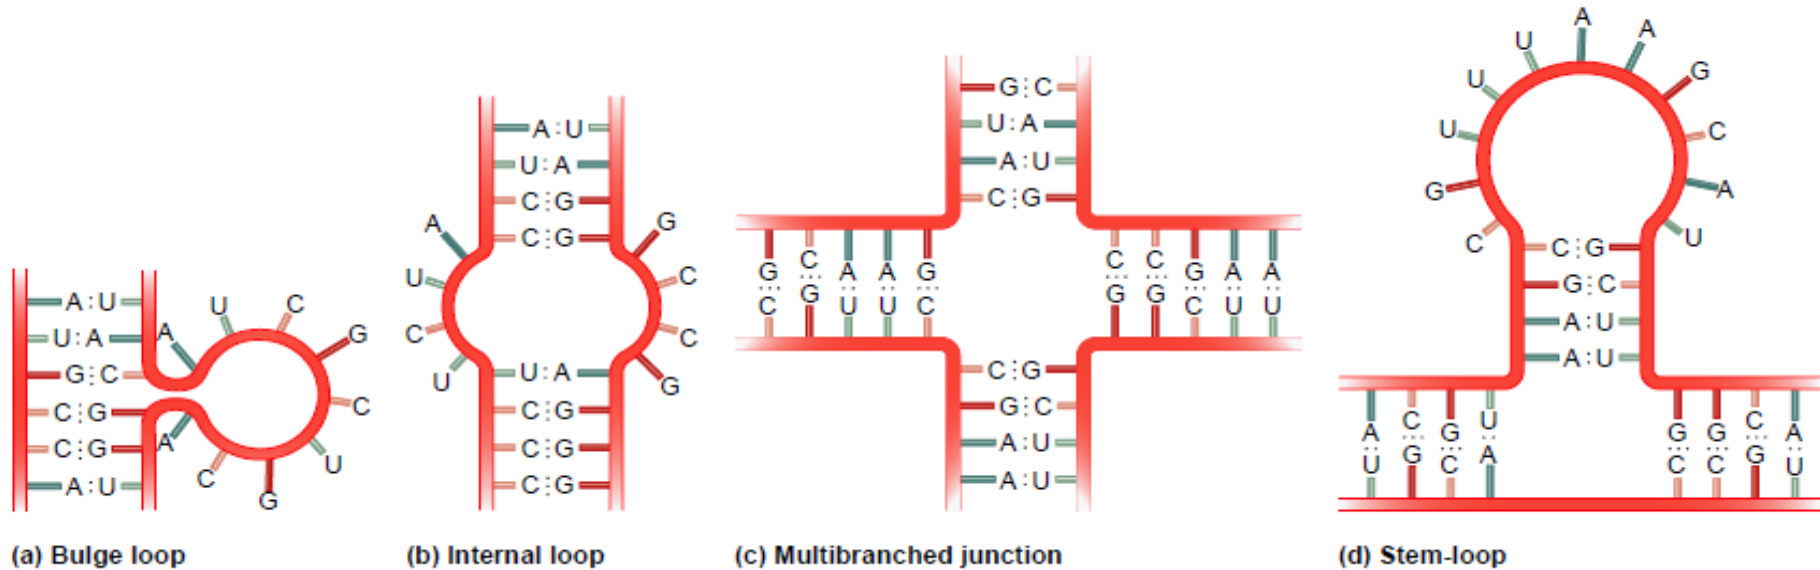 A:U
U:A
G⋮C
C⋮G
C⋮G
A:U
A
U
C
G
C
U
G
C
A
(a) Bulge loop
A:U
U:A
C⋮G
C⋮G
A
U
C
U
G
C
C
G
U:A
C⋮G
C⋮G
C⋮G
(b) Internal loop
G⋮C
U:A
A:U
C⋮G
G C A A G
C G U U C
C C G A A
G G C U U
C⋮G
G⋮C
A:U
A:U
(c) Multibranched junction
C
G
U
U
U
A
A
G
C
A
U
C⋮G
G⋮C
A:U
A:U
A C G U
U G C A
G G C A
C C G U
(d) Stem-loop